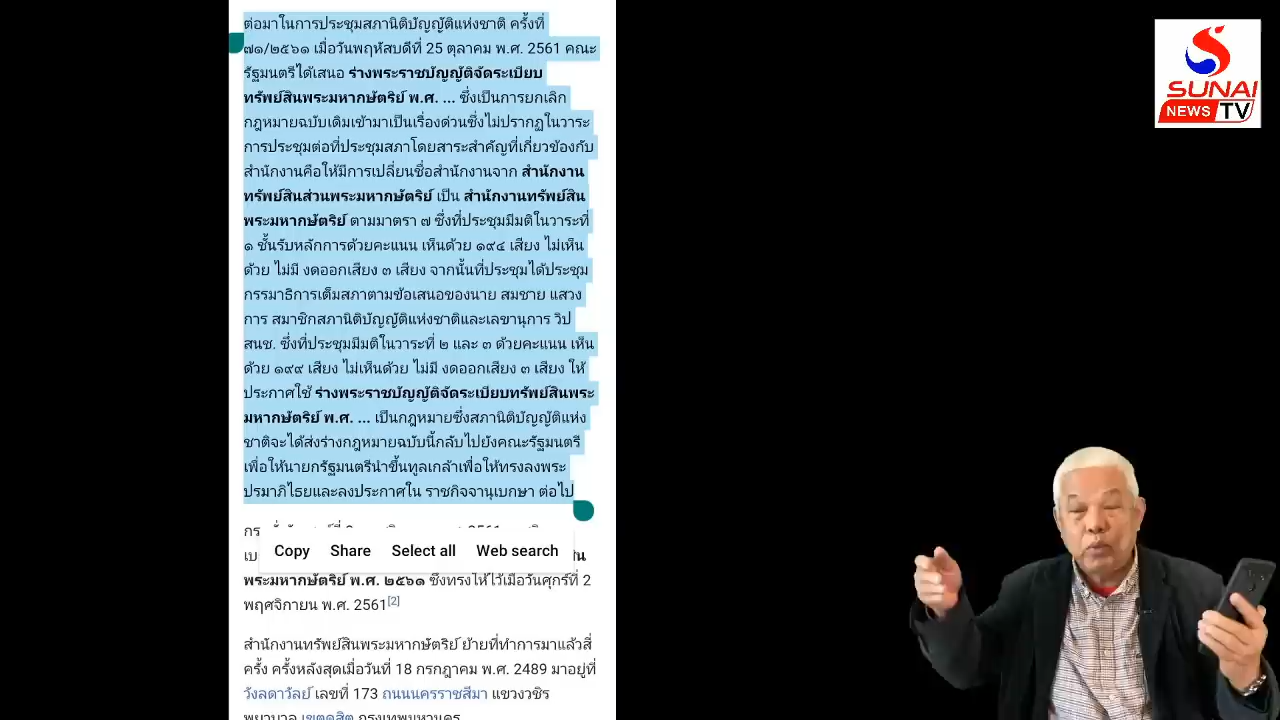 ต่อมาในการประชุมสภานิติบัญญัติแห่งชาติ ครั้งที่
๗๑/๒๕๖๑ เมื่อวันพฤหัสบดีที่ 25 ตุลาคม พ.ศ. 2561 คณะ
รัฐมนตรีได้เสนอ ร่างพระราชบัญญัติจัดระเบียบ
ทรัพย์สินพระมหากษัตริย์ พ.ศ. ... ซึ่งเป็นการยกเลิก
กฎหมายฉบับเดิมเข้ามาเป็นเรื่องด่วนซึ่งไม่ปรากฏในวาระ
การประชุมต่อที่ประชุมสภาโดยสาระสำคัญที่เกี่ยวข้องกับ
สำนักงานคือให้มีการเปลี่ยนชื่อสำนักงานจาก สำนักงาน
ทรัพย์สินส่วนพระมหากษัตริย์ เป็น สำนักงานทรัพย์สิน
พระมหากษัตริย์ ตามมาตรา ๗ ซึ่งที่ประชุมมีมติในวาระที่
๑ ชั้นรับหลักการด้วยคะแนน เห็นด้วย ๑๙๔ เสียง ไม่เห็น
ด้วย ไม่มี งดออกเสียง ๓ เสียง จากนั้นที่ประชุมได้ประชุม
กรรมาธิการเต็มสภาตามข้อเสนอของนาย สมชาย แสวง
การ สมาชิกสภานิติบัญญัติแห่งชาติและเลขานุการ วิป
สนช. ซึ่งที่ประชุมมีมติในวาระที่ ๒ และ ๓ ด้วยคะแนน เห็น
ด้วย ๑๙๙ เสียง ไม่เห็นด้วย ไม่มี งดออกเสียง ๓ เสียง ให้
ประกาศใช้ ร่างพระราชบัญญัติจัดระเบียบทรัพย์สินพระ
มหากษัตริย์ พ.ศ. ... เป็นกฎหมายซึ่งสภานิติบัญญัติแห่ง
ชาติจะได้ส่งร่างกฎหมายฉบับนี้กลับไปยังคณะรัฐมนตรี
เพื่อให้นายกรัฐมนตรีนำขึ้นทูลเกล้าเพื่อให้ทรงลงพระ
ปรมาภิไธยและลงประกาศใน ราชกิจจานุเบกษา ต่อไป
Copy Share Select all Web search
พระมหากษัตริย์ พ.ศ. ๒๕๖๑ ซึ่งทรงให้ไว้เมื่อวันศุกร์ที่ 2
พฤศจิกายน พ.ศ. 2561[2]
สำนักงานทรัพย์สินพระมหากษัตริย์ ย้ายที่ทำการมาแล้วสี่
ครั้ง ครั้งหลังสุดเมื่อวันที่ 18 กรกฎาคม พ.ศ. 2489 มาอยู่ที่
วังลดาวัลย์ เลขที่ 173 ถนนนครราชสีมา แขวงวชิร
พยาบาล เขตดุสิต กรุงเทพมหานคร
SUNAI
NEWS TV